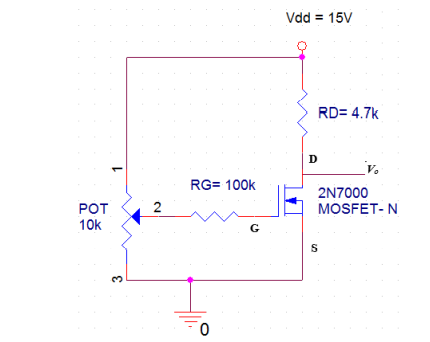 Vdd = 15V
RD= 4.7k
D
Vo
1
RG= 100k
2N7000
MOSFET- N
POT
10k
2
G
S
3
0